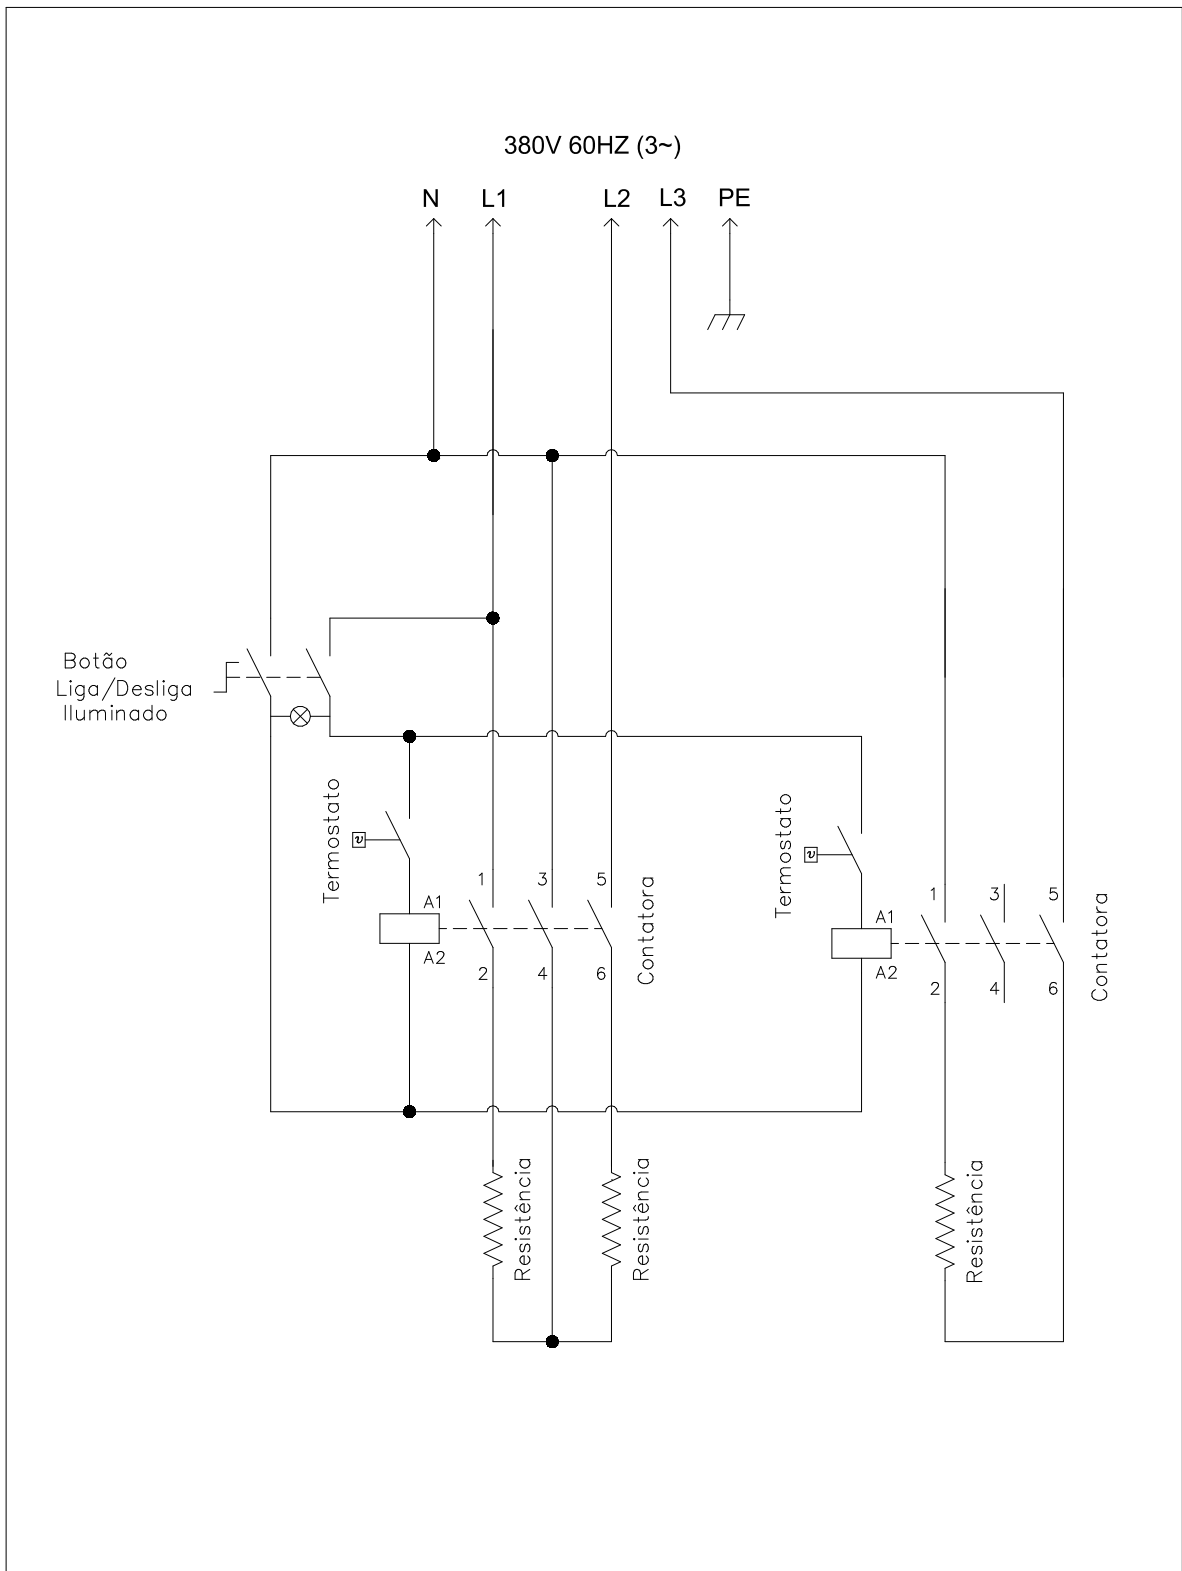 380V 60HZ (3~)
N L1 L2 L3 PE
Botão
Liga/Desliga
Iluminado
Termostato
υ
A1
A2
1 3 5
2 4 6
Contatora
Termostato
υ
A1
A2
1 3 5
2 4 6
Contatora
Resistência
Resistência
Resistência